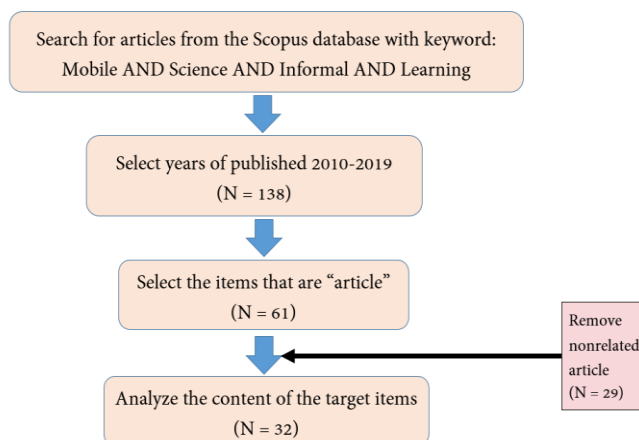 Search for articles from the Scopus database with keyword:
Mobile AND Science AND Informal AND Learning
Select years of published 2010-2019
(N = 138)
Select the items that are “article”
(N = 61)
Remove
nonrelated
article
(N = 29)
Analyze the content of the target items
(N = 32)